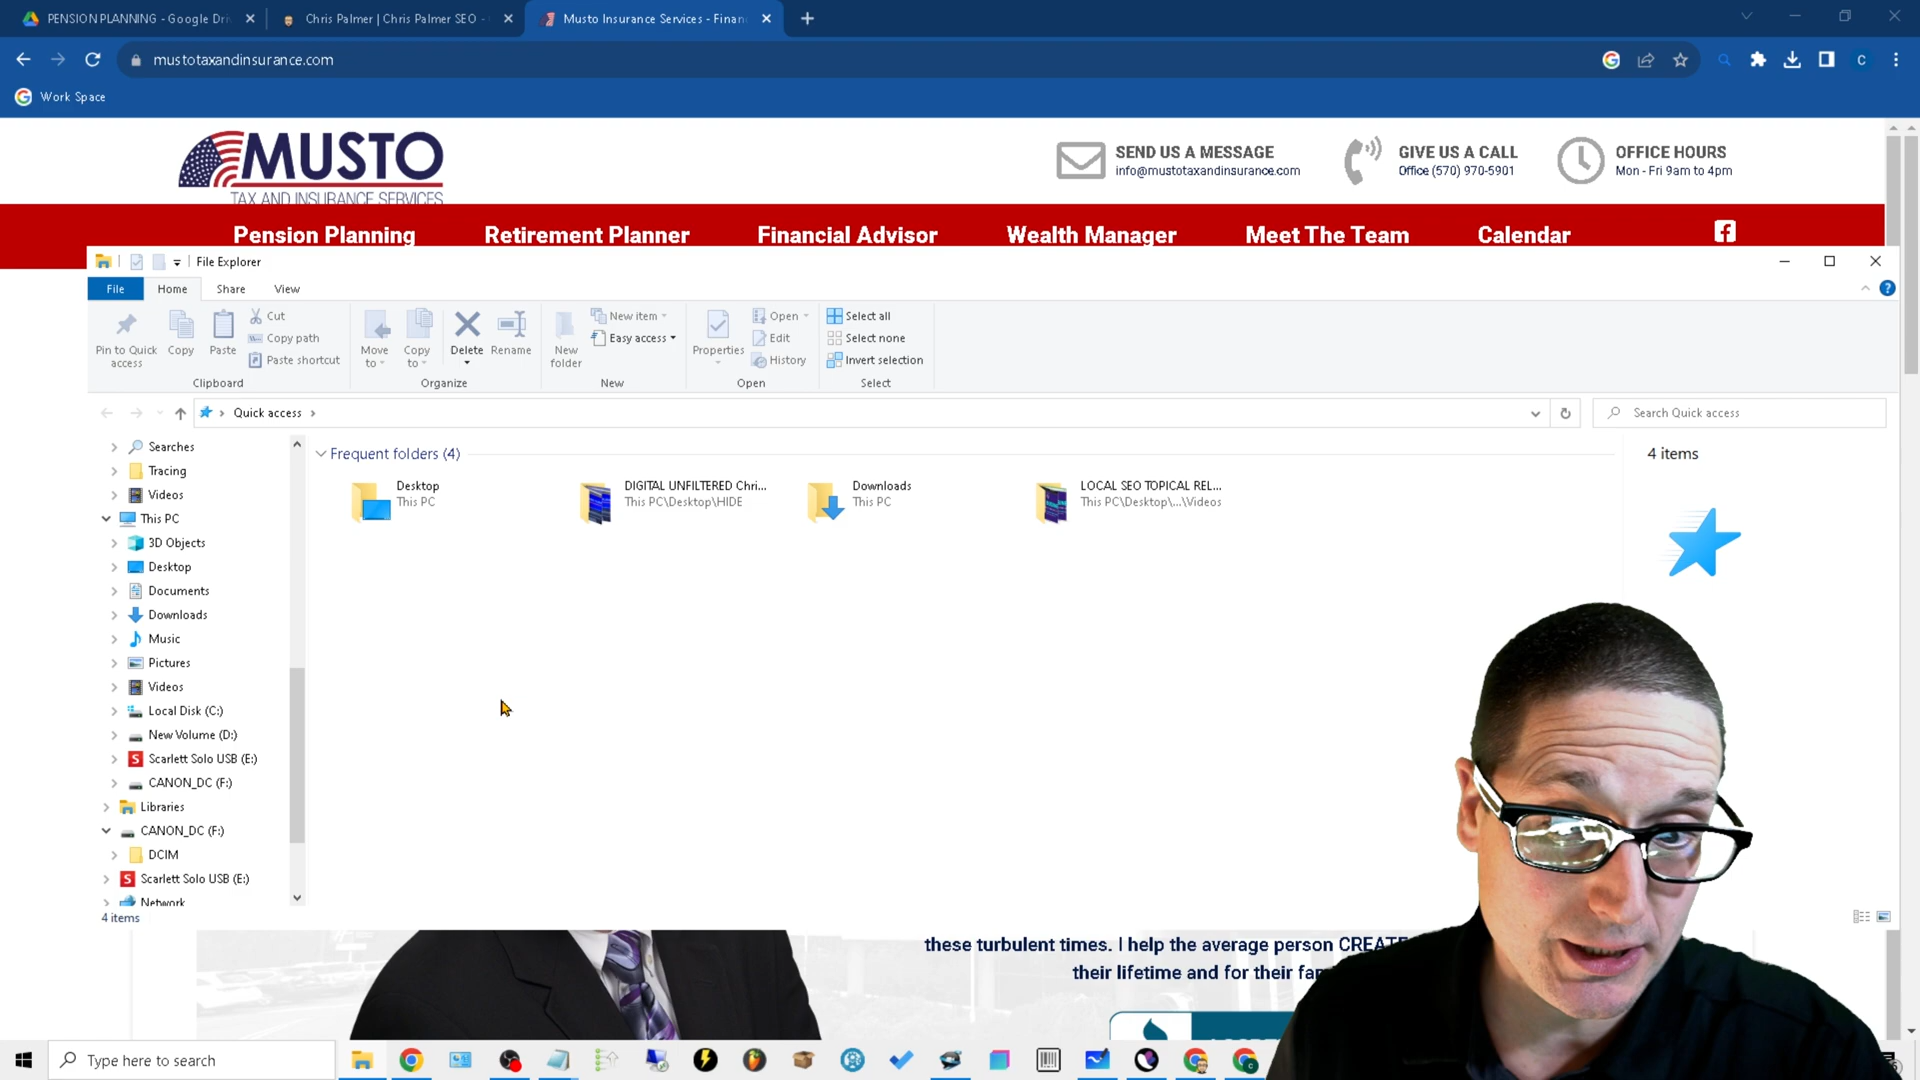 PENSION PLANNING - Google Dri
Chris Palmer | Chris Palmer SEO -
Musto Insurance Services - Finan
mustotaxandinsurance.com
Work Space
MUSTO
TAX AND INSURANCE SERVICES
SEND US A MESSAGE
info@mustotaxandinsurance.com
GIVE US A CALL
Office (570) 970-5901
OFFICE HOURS
Mon - Fri 9am to 4pm
Pension Planning
Retirement Planner
Financial Advisor
Wealth Manager
Meet The Team
Calendar
File Explorer
File
Home
Share
View
Pin to Quick access
Copy
Paste
Cut
Copy path
Paste shortcut
Clipboard
Move to
Copy to
Delete
Rename
Organize
New folder
New item
Easy access
New
Properties
Open
Edit
History
Open
Select all
Select none
Invert selection
Select
Quick access
Search Quick access
Searches
Tracing
Videos
This PC
3D Objects
Desktop
Documents
Downloads
Music
Pictures
Videos
Local Disk (C:)
New Volume (D:)
Scarlett Solo USB (E:)
CANON_DC (F:)
Libraries
CANON_DC (F:)
DCIM
Scarlett Solo USB (E:)
Network
Frequent folders (4)
Desktop
This PC
DIGITAL UNFILTERED Chri...
This PC\Desktop\HIDE
Downloads
This PC
LOCAL SEO TOPICAL REL...
This PC\Desktop\...\Videos
4 items
4 items
these turbulent times. I help the average person CREATE
their lifetime and for their
Type here to search